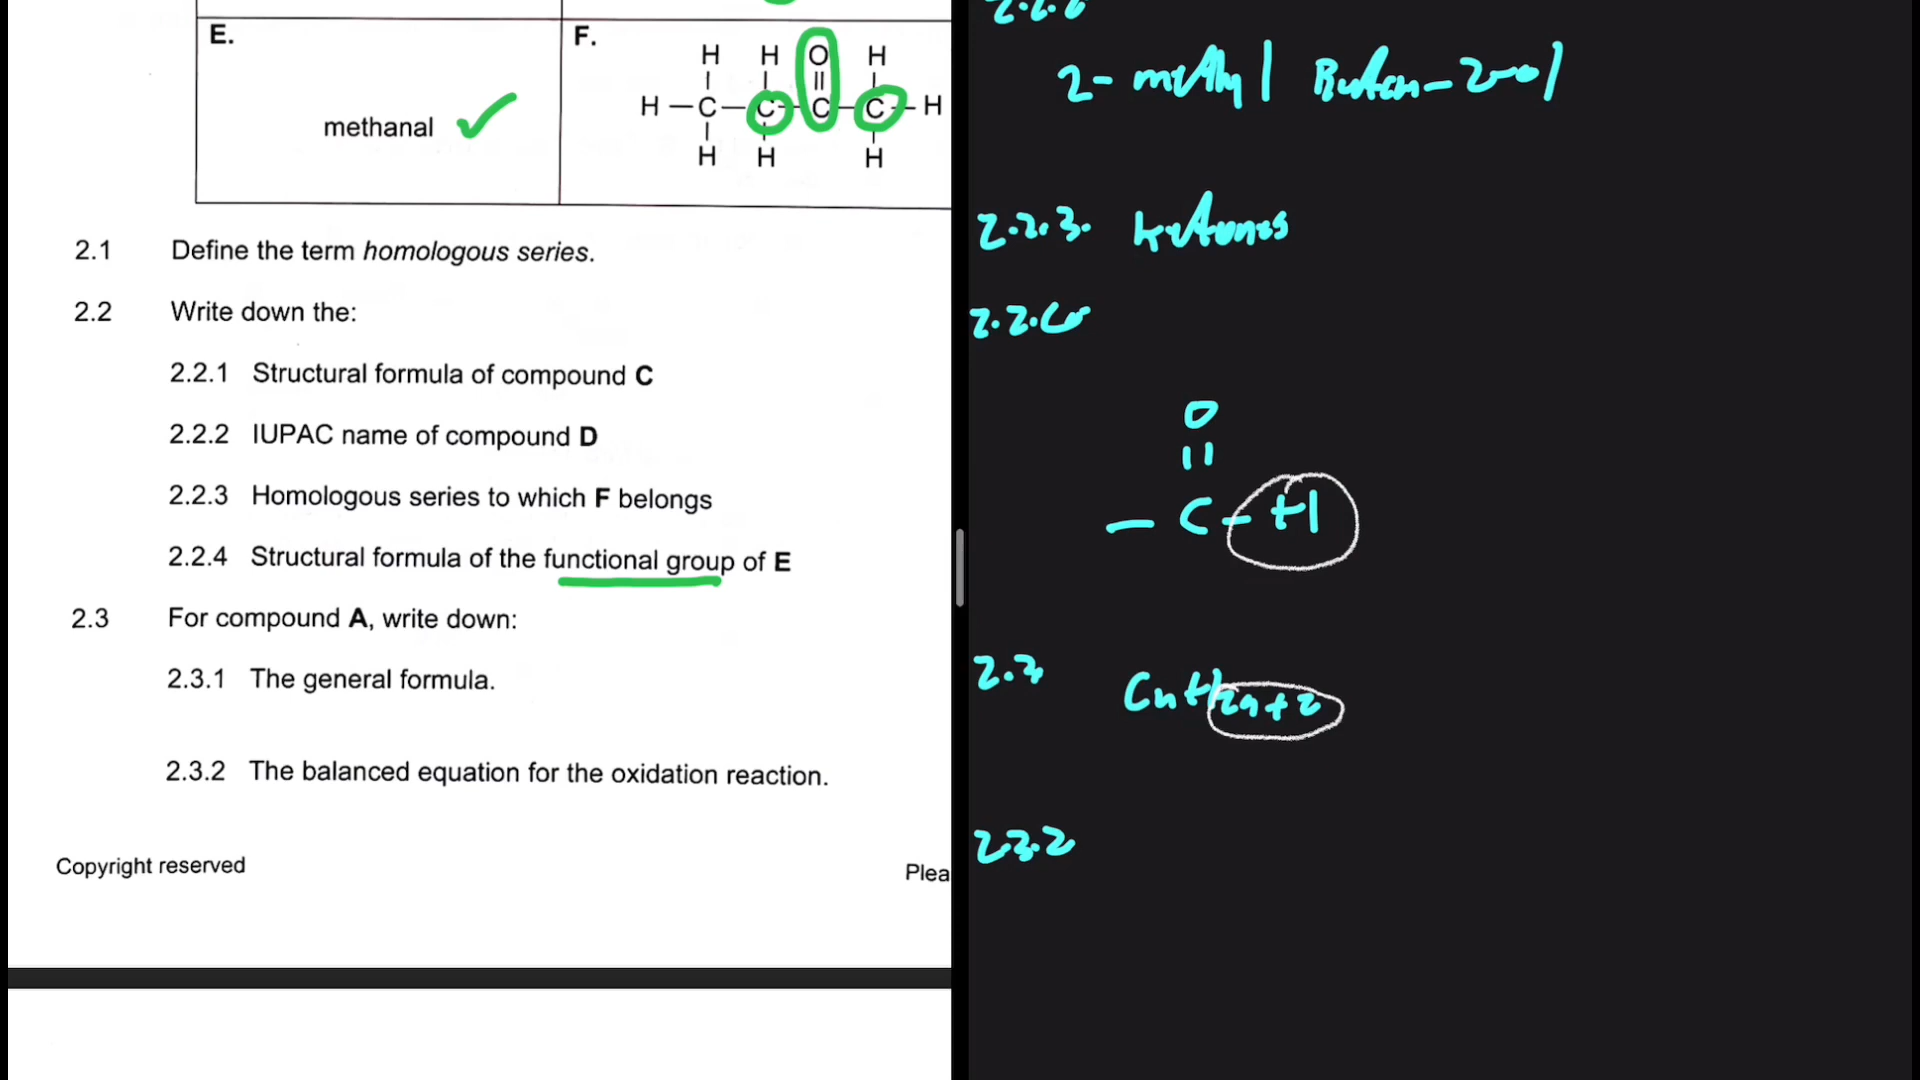 E.
methanal
F.
H H O H
H C C C C H
H H H
2.1 Define the term homologous series.
2.2 Write down the:
2.2.1 Structural formula of compound C
2.2.2 IUPAC name of compound D
2.2.3 Homologous series to which F belongs
2.2.4 Structural formula of the functional group of E
2.3 For compound A, write down:
2.3.1 The general formula.
2.3.2 The balanced equation for the oxidation reaction.
Copyright reserved
Plea
2-methyl Butan-2-ol
2.2.3. ketones
O
C H
2.3 CnH2n+2
2.3.2